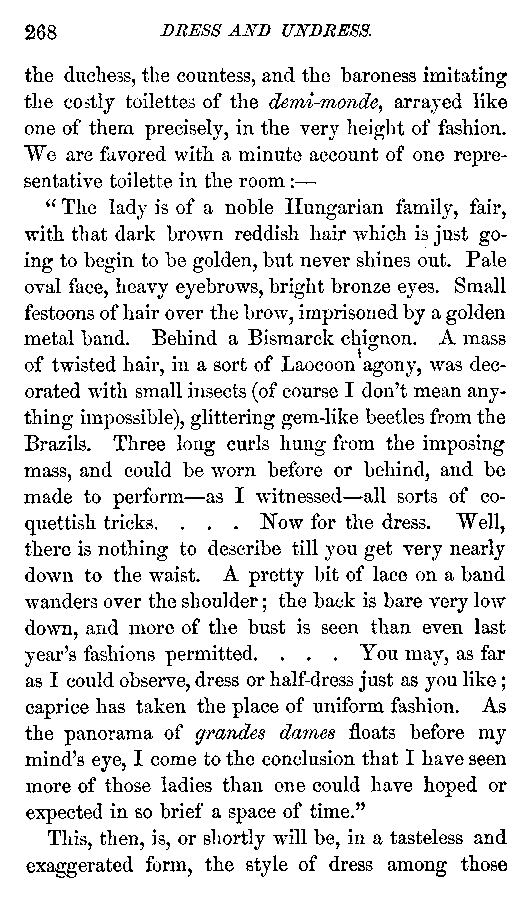 268 DRESS AND UNDRESS.
the duchess, the countess, and the baroness imitating
the costly toilettes of the demi-monde, arrayed like
one of them precisely, in the very height of fashion.
We are favored with a minute account of one repre-
sentative toilette in the room:—
“The lady is of a noble Hungarian family, fair,
with that dark brown reddish hair which is just go-
ing to begin to be golden, but never shines out. Pale
oval face, heavy eyebrows, bright bronze eyes. Small
festoons of hair over the brow, imprisoned by a golden
metal band. Behind a Bismarck chignon. A mass
of twisted hair, in a sort of Laocoon agony, was dec-
orated with small insects (of course I don’t mean any-
thing impossible), glittering gem-like beetles from the
Brazils. Three long curls hung from the imposing
mass, and could be worn before or behind, and be
made to perform—as I witnessed—all sorts of co-
quettish tricks. . . . Now for the dress. Well,
there is nothing to describe till you get very nearly
down to the waist. A pretty bit of lace on a band
wanders over the shoulder; the back is bare very low
down, and more of the bust is seen than even last
year’s fashions permitted. . . . You may, as far
as I could observe, dress or half-dress just as you like;
caprice has taken the place of uniform fashion. As
the panorama of grandes dames floats before my
mind’s eye, I come to the conclusion that I have seen
more of those ladies than one could have hoped or
expected in so brief a space of time.”
This, then, is, or shortly will be, in a tasteless and
exaggerated form, the style of dress among those